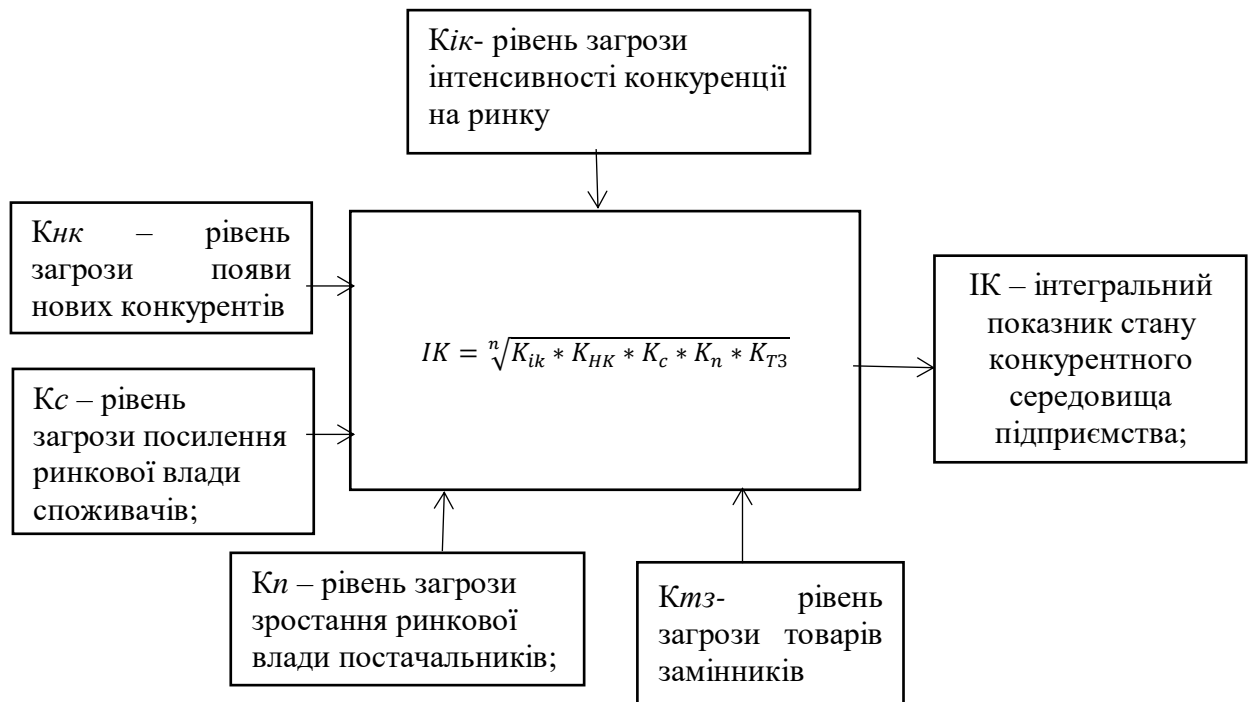 Кік- рівень загрози
інтенсивності конкуренції
на ринку
Кнк – рівень
загрози появи
нових конкурентів
IK = ⁿ√K_ik * K_НК * K_c * K_n * K_ТЗ
ІК – інтегральний
показник стану
конкурентного
середовища
підприємства;
Кс – рівень
загрози посилення
ринкової влади
споживачів;
Кп – рівень загрози
зростання ринкової
влади постачальників;
Ктз- рівень
загрози товарів
замінників